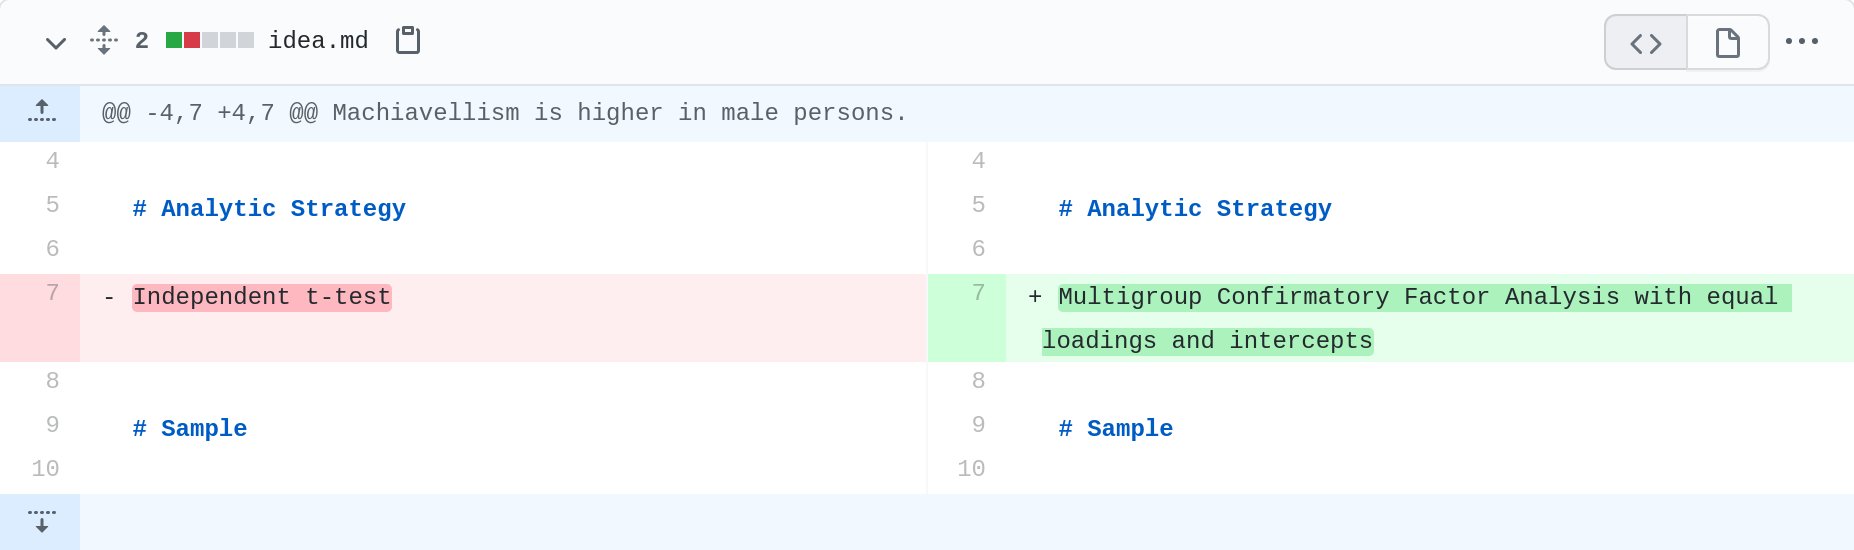 2 idea.md
@@ -4,7 +4,7 @@ Machiavellism is higher in male persons.
4 4
5 # Analytic Strategy 5 # Analytic Strategy
6 6
7 - Independent t-test 7 + Multigroup Confirmatory Factor Analysis with equal
loadings and intercepts
8 8
9 # Sample 9 # Sample
10 10